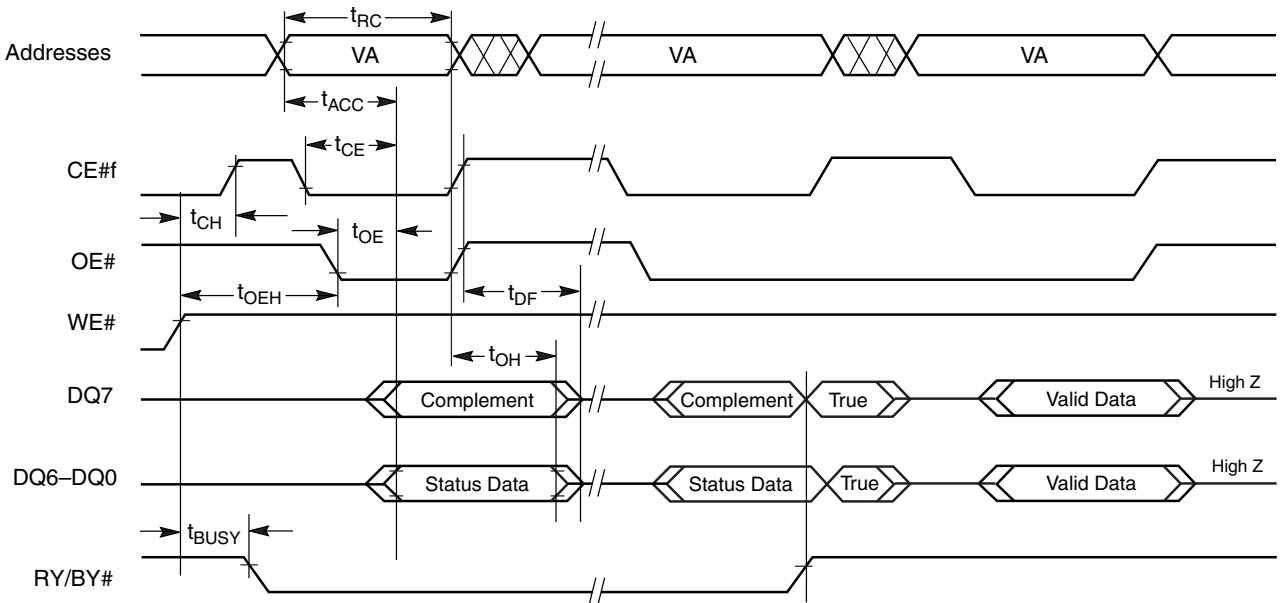 tRC
Addresses VA VA VA
tACC
tCE
CE#f
tCH
tOE
OE#
tOEH
tDF
WE#
tOH
DQ7 Complement Complement True Valid Data High Z
DQ6–DQ0 Status Data Status Data True Valid Data High Z
tBUSY
RY/BY#